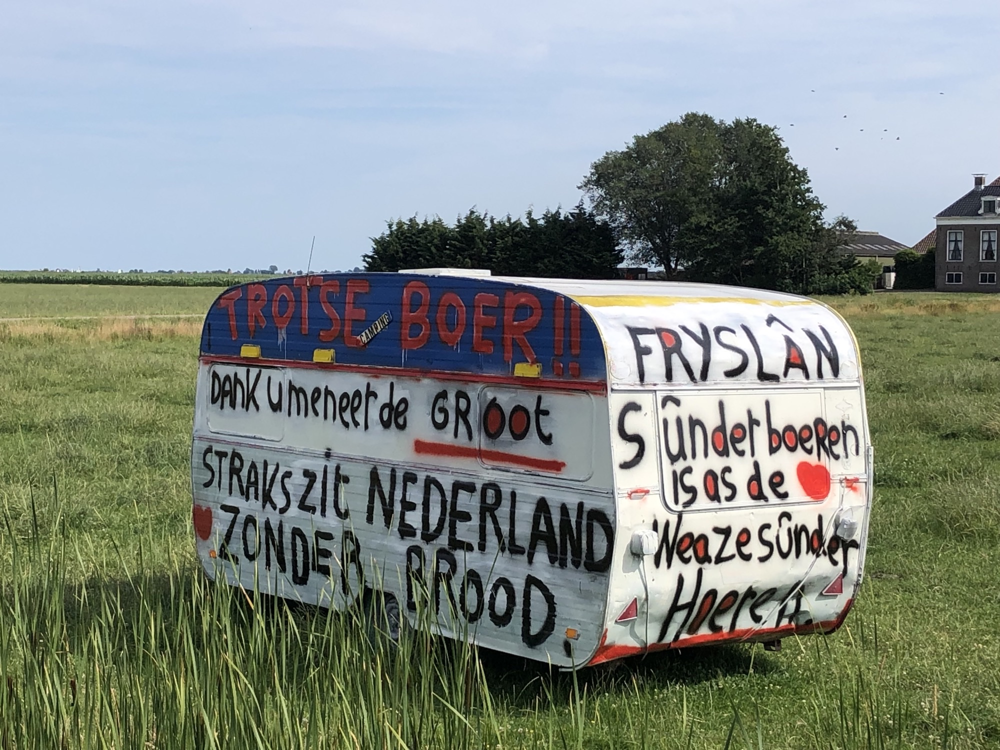 TROTSE BOER!!
CAMPING
DANK U meneer de GROOt
STRAKS zit NEDERLAND
ZONDER BROOD.
FRYSLÂN
Sûnder boeRen
is as de
Weaze sûnder
HoereN.